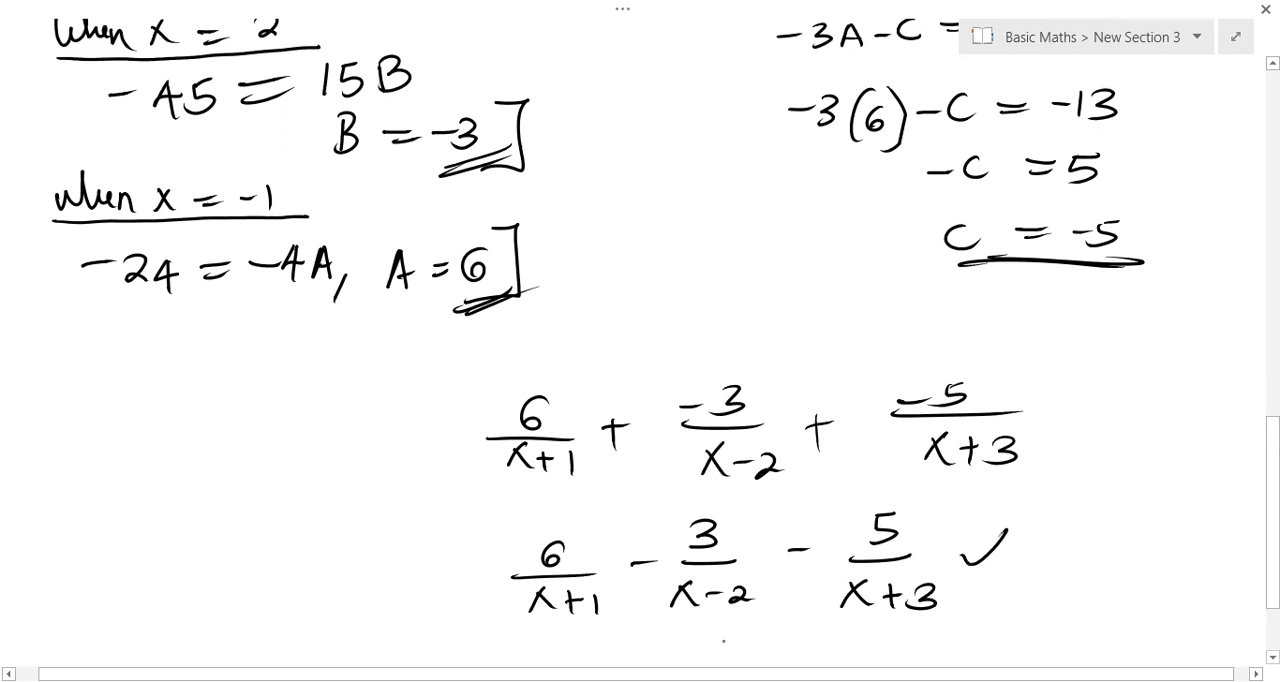 when x = 2
-45 = 15B
B = -3
when x = -1
-24 = -4A, A = 6
-3A - C =
Basic Maths > New Section 3
-3(6) - C = -13
-C = 5
C = -5
6/x+1 + -3/x-2 + -5/x+3
6/x+1 - 3/x-2 - 5/x+3 ✓